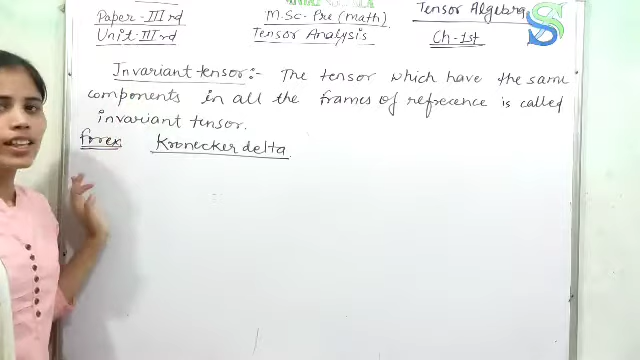 Paper-IIIrd M.Sc-Pre (math) Tensor Algebra
Unit-IIIrd Tensor Analysis Ch-1st
Invariant tensor:- The tensor which have the same
components in all the frames of refrecence is called
invariant tensor.
forex Kronecker delta.